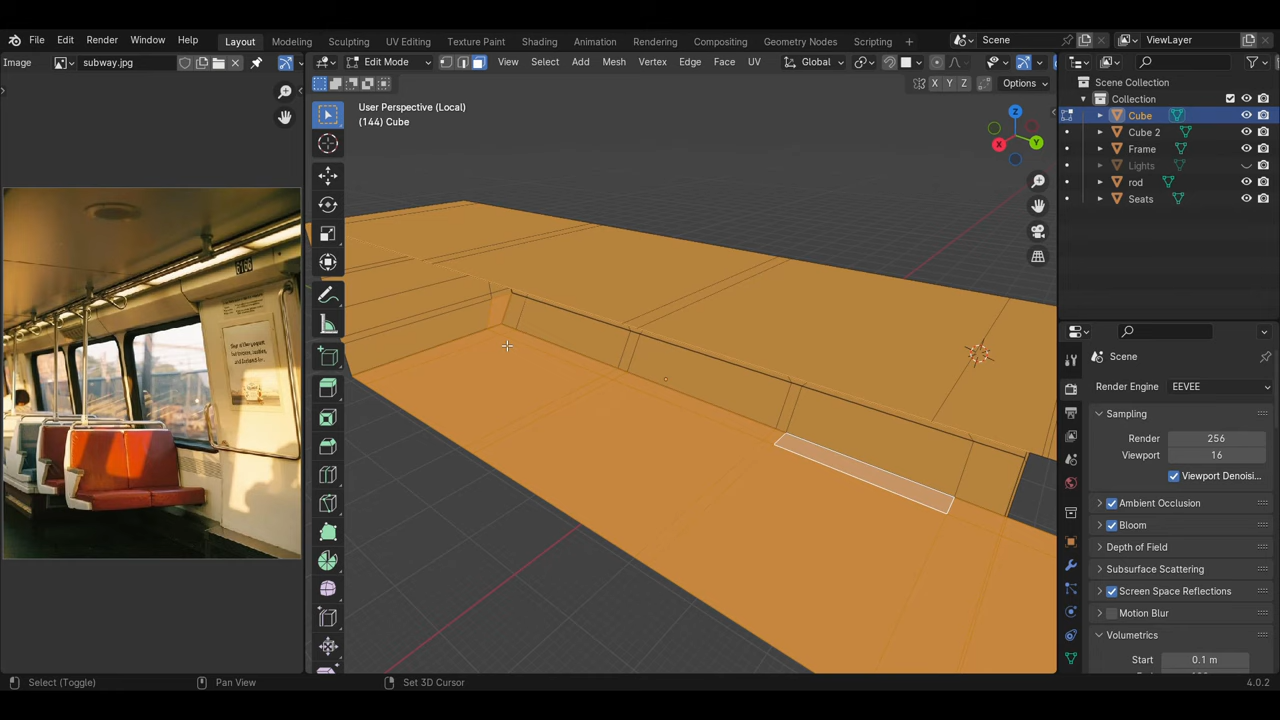 File Edit Render Window Help Layout Modeling Sculpting UV Editing Texture Paint Shading Animation Rendering Compositing Geometry Nodes Scripting Scene ViewLayer
Image subway.jpg Edit Mode View Select Add Mesh Vertex Edge Face UV Global
X Y Z Options
User Perspective (Local)
(144) Cube
Z
Y
X
6166
Scene Collection
Collection
Cube
Cube 2
Frame
Lights
rod
Seats
Scene
Render Engine EEVEE
Sampling
Render 256
Viewport 16
Viewport Denoisi...
Ambient Occlusion
Bloom
Depth of Field
Subsurface Scattering
Screen Space Reflections
Motion Blur
Volumetrics
Start 0.1 m
Select (Toggle) Pan View Set 3D Cursor 4.0.2